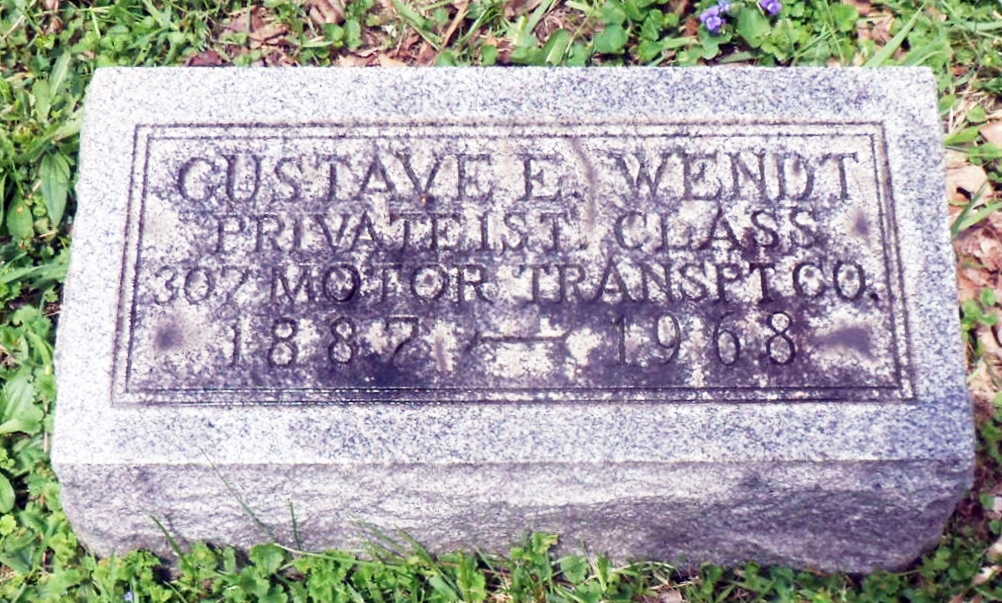 GUSTAVE E. WENDT
PRIVATE 1ST. CLASS
307 MOTOR TRANSPT. CO.
1887 — 1968